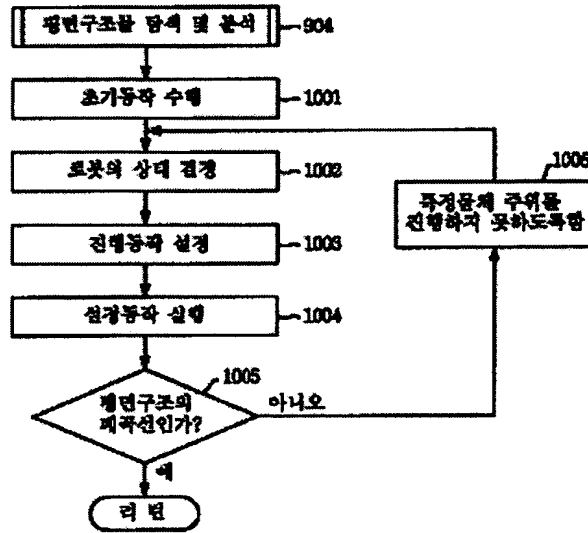 평면구조물 탐색 및 분석
904
초기동작 수행
1001
로봇의 상태 결정
1002
진행동작 설정
1003
설정동작 실행
1004
1005
평면구조의
폐곡선인가?
아니오
예
리 턴
1006
특정물체 주위를
진행하지 못하도록함